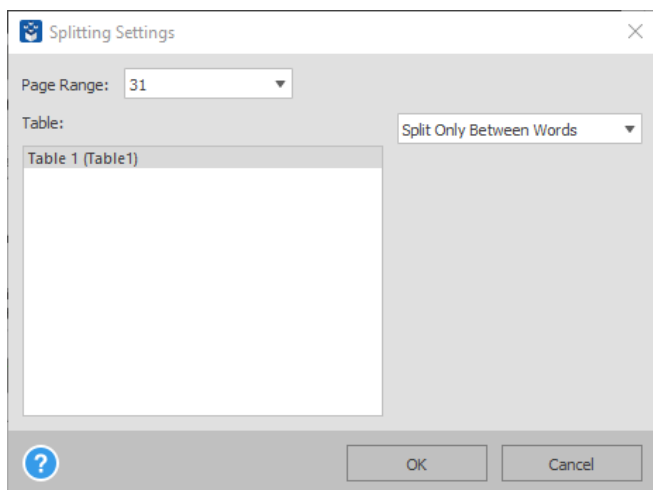 Splitting Settings
Page Range: 31
Table:
Split Only Between Words
Table 1 (Table1)
?
OK Cancel